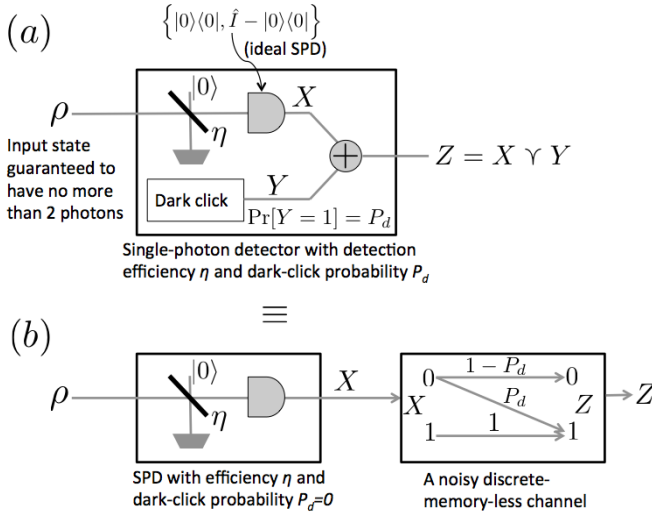 (a)
{|0⟩⟨0|, Î − |0⟩⟨0|}
(ideal SPD)
|0⟩
X
ρ
η
Z = X ⋎ Y
Input state
guaranteed to
have no more
than 2 photons
Y
Dark click
Pr[Y = 1] = P_d
Single-photon detector with detection
efficiency η and dark-click probability P_d
≡
(b)
|0⟩
X
ρ
η
1 − P_d
0 0
P_d
X Z
1 1
1
Z
SPD with efficiency η and
dark-click probability P_d=0
A noisy discrete-
memory-less channel